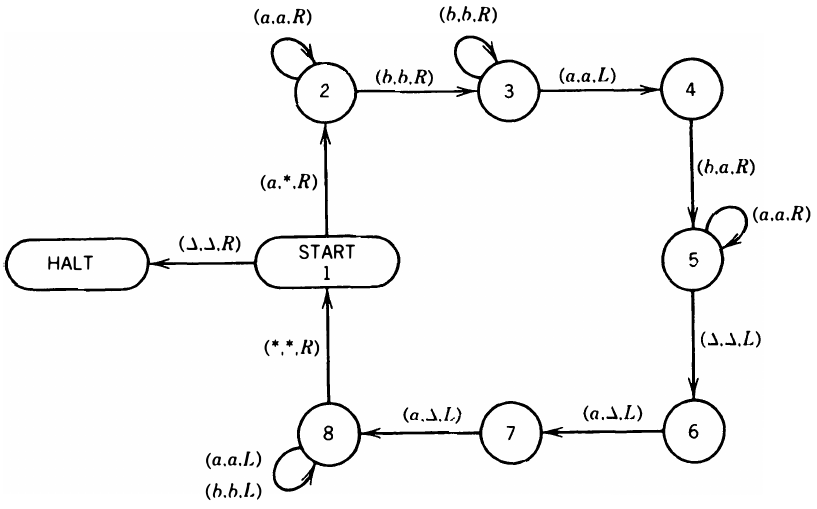 (a,a,R)
(b,b,R)
2
(b,b,R)
3
(a,a,L)
4
(a,*,R)
(b,a,R)
(a,a,R)
HALT
(Δ,Δ,R)
START
1
5
(*,*,R)
(Δ,Δ,L)
8
(a,Δ,L)
7
(a,Δ,L)
6
(a,a,L)
(b,b,L)